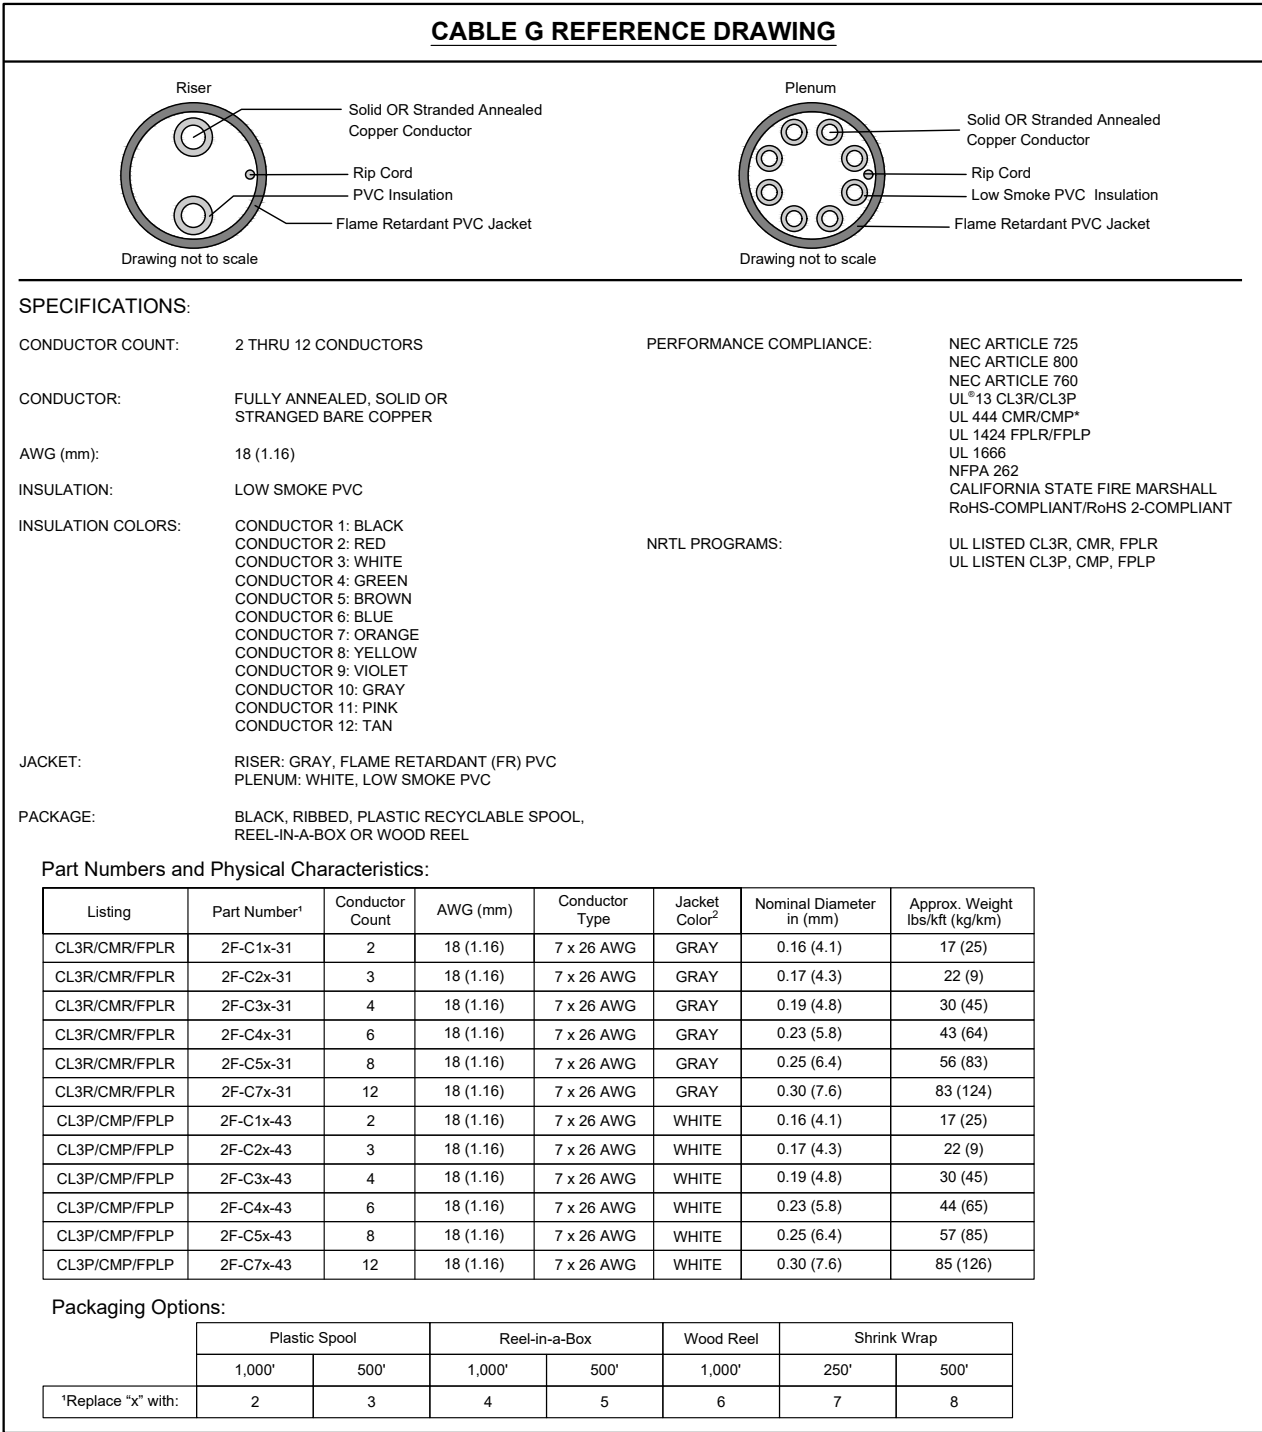 CABLE G REFERENCE DRAWING
Riser
Solid OR Stranded Annealed
Copper Conductor
Rip Cord
PVC Insulation
Flame Retardant PVC Jacket
Drawing not to scale
Plenum
Solid OR Stranded Annealed
Copper Conductor
Rip Cord
Low Smoke PVC Insulation
Flame Retardant PVC Jacket
Drawing not to scale
SPECIFICATIONS:
CONDUCTOR COUNT: 2 THRU 12 CONDUCTORS
CONDUCTOR: FULLY ANNEALED, SOLID OR
STRANGED BARE COPPER
AWG (mm): 18 (1.16)
INSULATION: LOW SMOKE PVC
INSULATION COLORS: CONDUCTOR 1: BLACK
CONDUCTOR 2: RED
CONDUCTOR 3: WHITE
CONDUCTOR 4: GREEN
CONDUCTOR 5: BROWN
CONDUCTOR 6: BLUE
CONDUCTOR 7: ORANGE
CONDUCTOR 8: YELLOW
CONDUCTOR 9: VIOLET
CONDUCTOR 10: GRAY
CONDUCTOR 11: PINK
CONDUCTOR 12: TAN
JACKET: RISER: GRAY, FLAME RETARDANT (FR) PVC
PLENUM: WHITE, LOW SMOKE PVC
PACKAGE: BLACK, RIBBED, PLASTIC RECYCLABLE SPOOL,
REEL-IN-A-BOX OR WOOD REEL
PERFORMANCE COMPLIANCE: NEC ARTICLE 725
NEC ARTICLE 800
NEC ARTICLE 760
UL®13 CL3R/CL3P
UL 444 CMR/CMP*
UL 1424 FPLR/FPLP
UL 1666
NFPA 262
CALIFORNIA STATE FIRE MARSHALL
RoHS-COMPLIANT/RoHS 2-COMPLIANT
NRTL PROGRAMS: UL LISTED CL3R, CMR, FPLR
UL LISTEN CL3P, CMP, FPLP
Part Numbers and Physical Characteristics:
Listing Part Number¹ Conductor Count AWG (mm) Conductor Type Jacket Color² Nominal Diameter in (mm) Approx. Weight lbs/kft (kg/km)
CL3R/CMR/FPLR 2F-C1x-31 2 18 (1.16) 7 x 26 AWG GRAY 0.16 (4.1) 17 (25)
CL3R/CMR/FPLR 2F-C2x-31 3 18 (1.16) 7 x 26 AWG GRAY 0.17 (4.3) 22 (9)
CL3R/CMR/FPLR 2F-C3x-31 4 18 (1.16) 7 x 26 AWG GRAY 0.19 (4.8) 30 (45)
CL3R/CMR/FPLR 2F-C4x-31 6 18 (1.16) 7 x 26 AWG GRAY 0.23 (5.8) 43 (64)
CL3R/CMR/FPLR 2F-C5x-31 8 18 (1.16) 7 x 26 AWG GRAY 0.25 (6.4) 56 (83)
CL3R/CMR/FPLR 2F-C7x-31 12 18 (1.16) 7 x 26 AWG GRAY 0.30 (7.6) 83 (124)
CL3P/CMP/FPLP 2F-C1x-43 2 18 (1.16) 7 x 26 AWG WHITE 0.16 (4.1) 17 (25)
CL3P/CMP/FPLP 2F-C2x-43 3 18 (1.16) 7 x 26 AWG WHITE 0.17 (4.3) 22 (9)
CL3P/CMP/FPLP 2F-C3x-43 4 18 (1.16) 7 x 26 AWG WHITE 0.19 (4.8) 30 (45)
CL3P/CMP/FPLP 2F-C4x-43 6 18 (1.16) 7 x 26 AWG WHITE 0.23 (5.8) 44 (65)
CL3P/CMP/FPLP 2F-C5x-43 8 18 (1.16) 7 x 26 AWG WHITE 0.25 (6.4) 57 (85)
CL3P/CMP/FPLP 2F-C7x-43 12 18 (1.16) 7 x 26 AWG WHITE 0.30 (7.6) 85 (126)
Packaging Options:
Plastic Spool Reel-in-a-Box Wood Reel Shrink Wrap
1,000' 500' 1,000' 500' 1,000' 250' 500'
¹Replace “x” with: 2 3 4 5 6 7 8